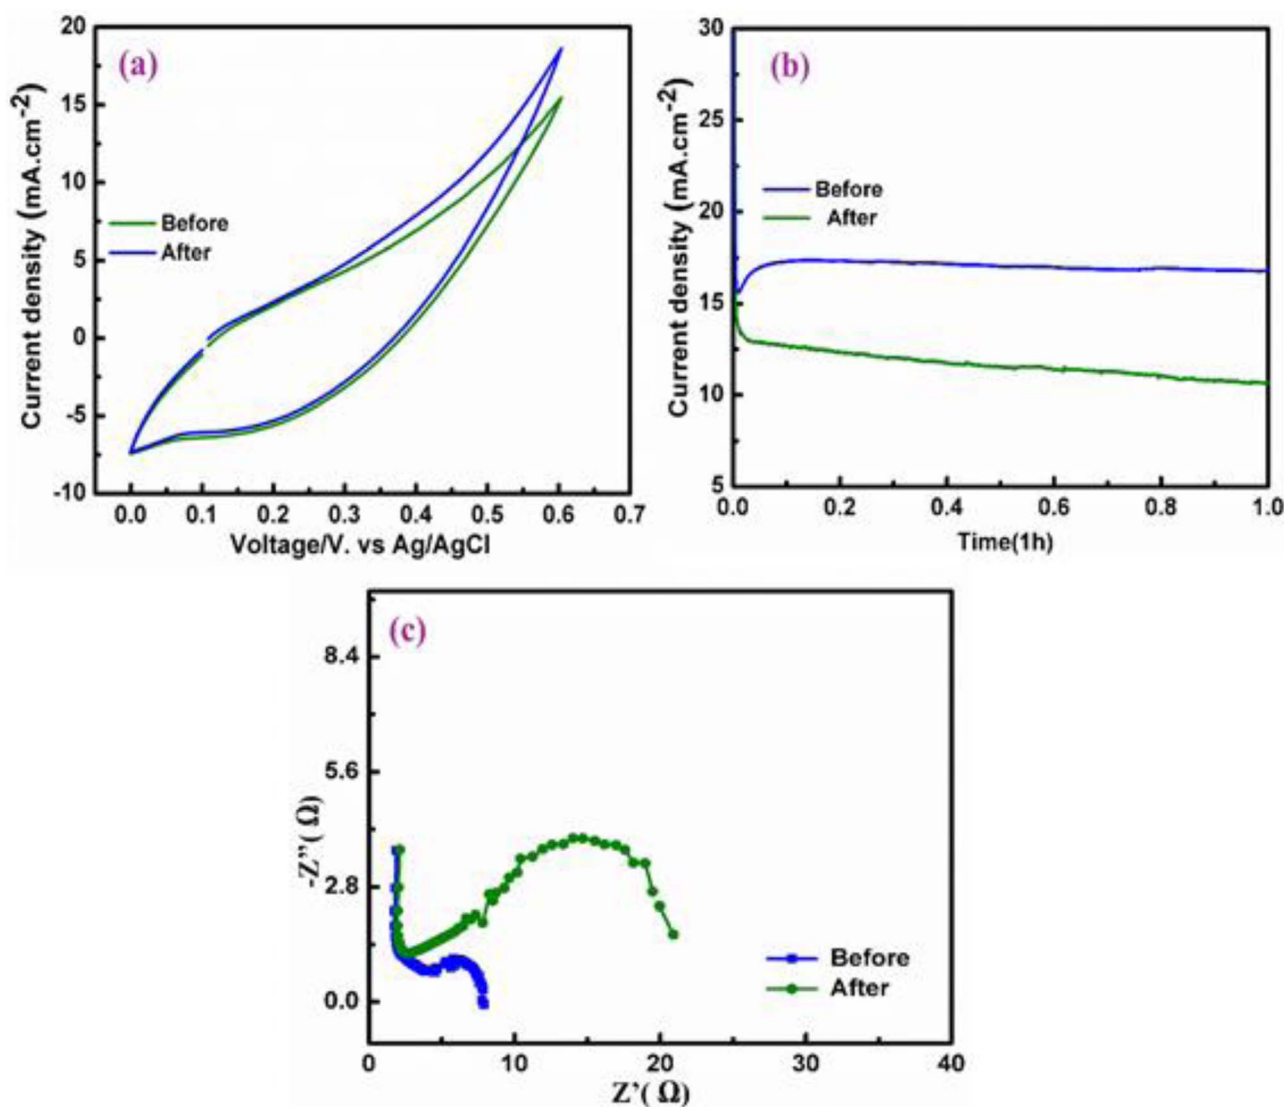 (a)
Current density (mA.cm-2)
20
15
10
5
0
-5
-10
Before
After
0.0 0.1 0.2 0.3 0.4 0.5 0.6 0.7
Voltage/V. vs Ag/AgCl
(b)
Current density (mA.cm-2)
30
25
20
15
10
5
Before
After
0.0 0.2 0.4 0.6 0.8 1.0
Time(1h)
(c)
-Z”( Ω)
8.4
5.6
2.8
0.0
Before
After
0 10 20 30 40
Z’( Ω)